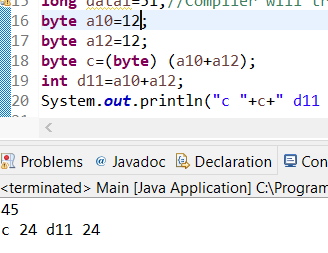 15 long data1=51,//Compiler will tr
16 byte a10=12;
17 byte a12=12;
18 byte c=(byte) (a10+a12);
19 int d11=a10+a12;
20 System.out.println("c "+c+" d11
Problems @ Javadoc Declaration Con
<terminated> Main [Java Application] C:\Program
45
c 24 d11 24